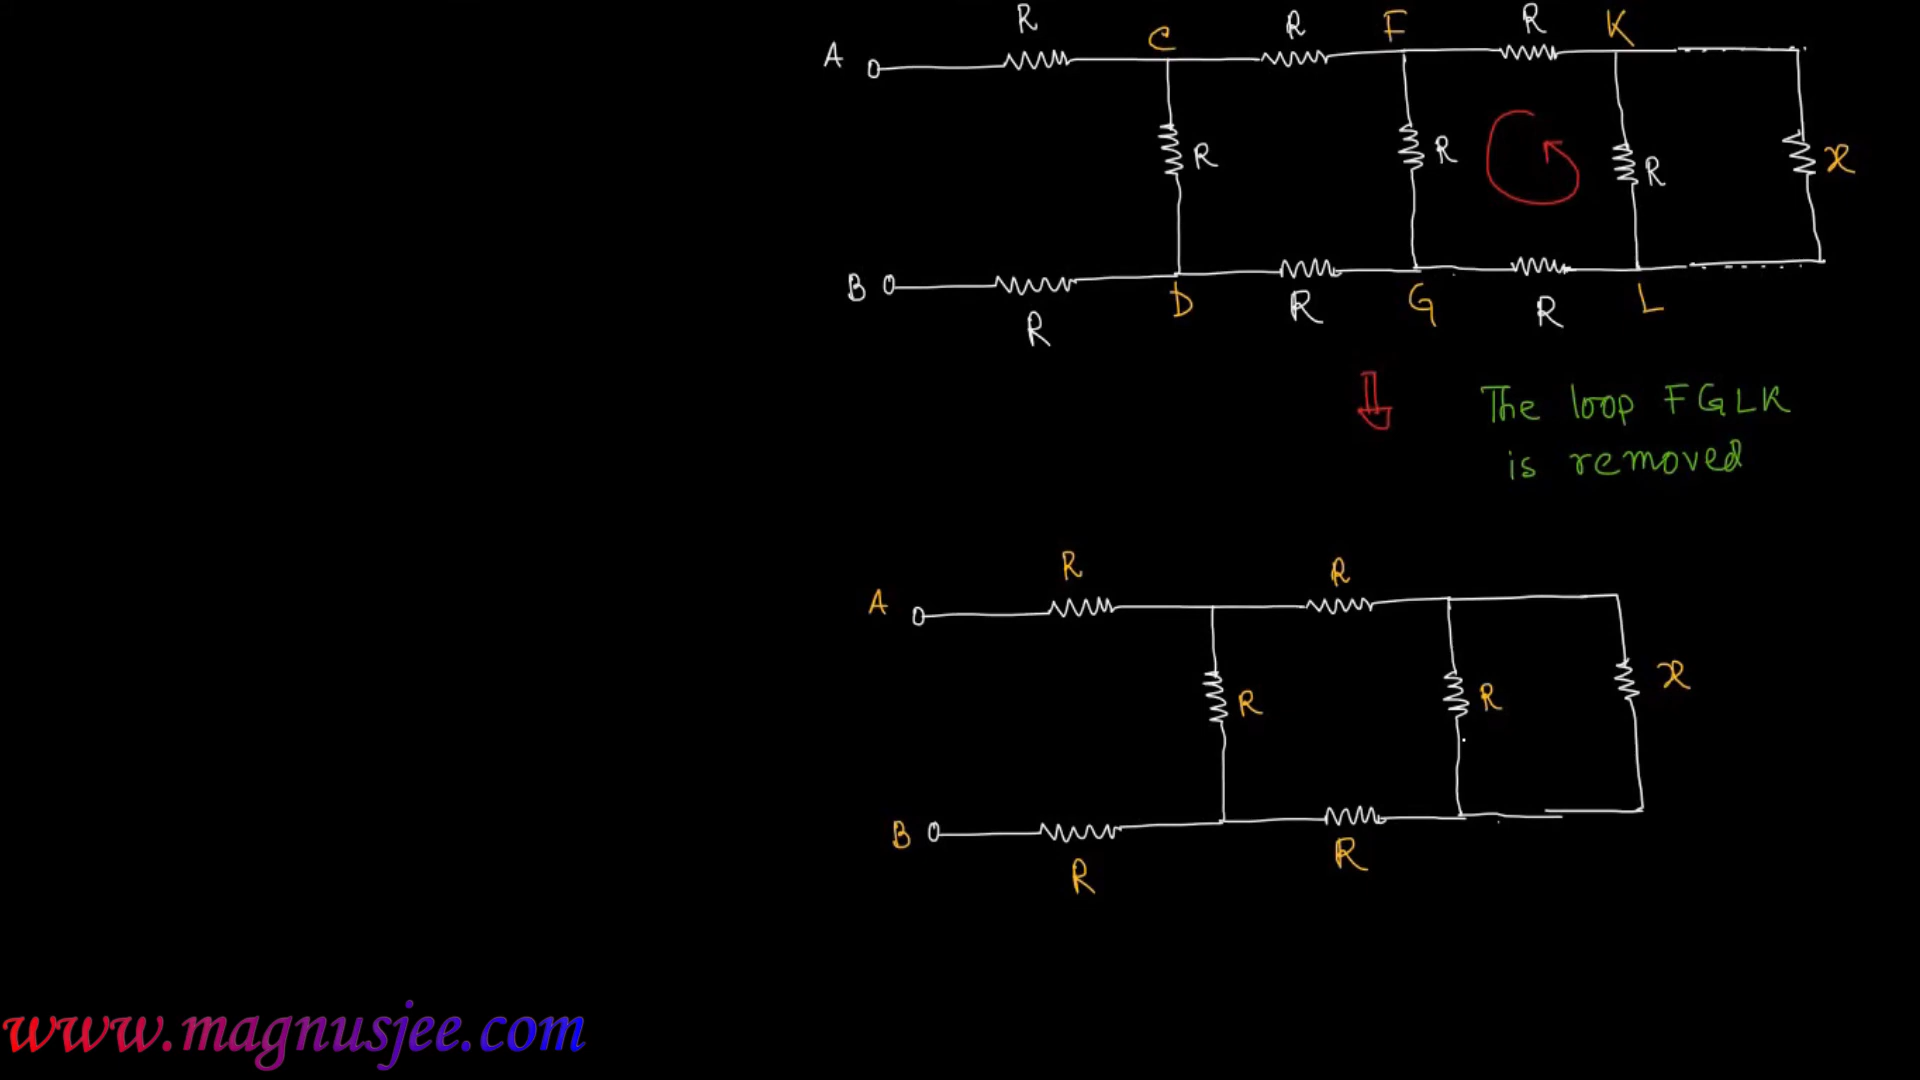 R R F R K
A C
R R R x
B
D R G R L
R
The loop FGLK
is removed
R R
A
R R x
B
R R
www.magnusjee.com